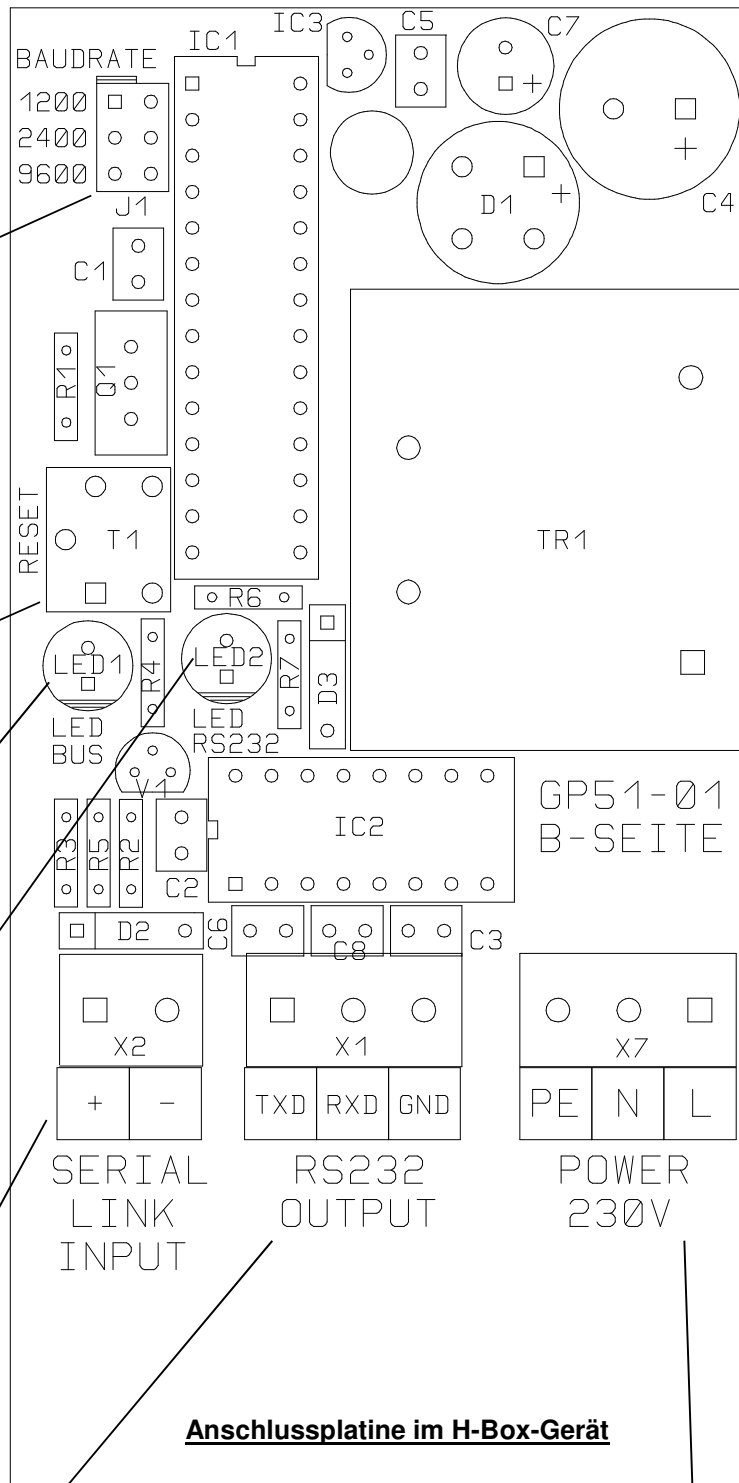 IC3
C5
C7
IC1
BAUDRATE
1200
2400
9600
J1
+
+
+
D1
C4
C1
R1
Q1
RESET
T1
TR1
R6
LED1
R4
LED2
R7
D3
LED
BUS
LED
RS232
V1
GP51-01
B-SEITE
IC2
R3
R5
R2
C2
D2
C6
C8
C3
X2
X1
X7
+ -
TXD RXD GND
PE N L
SERIAL
LINK
INPUT
RS232
OUTPUT
POWER
230V
Anschlussplatine im H-Box-Gerät